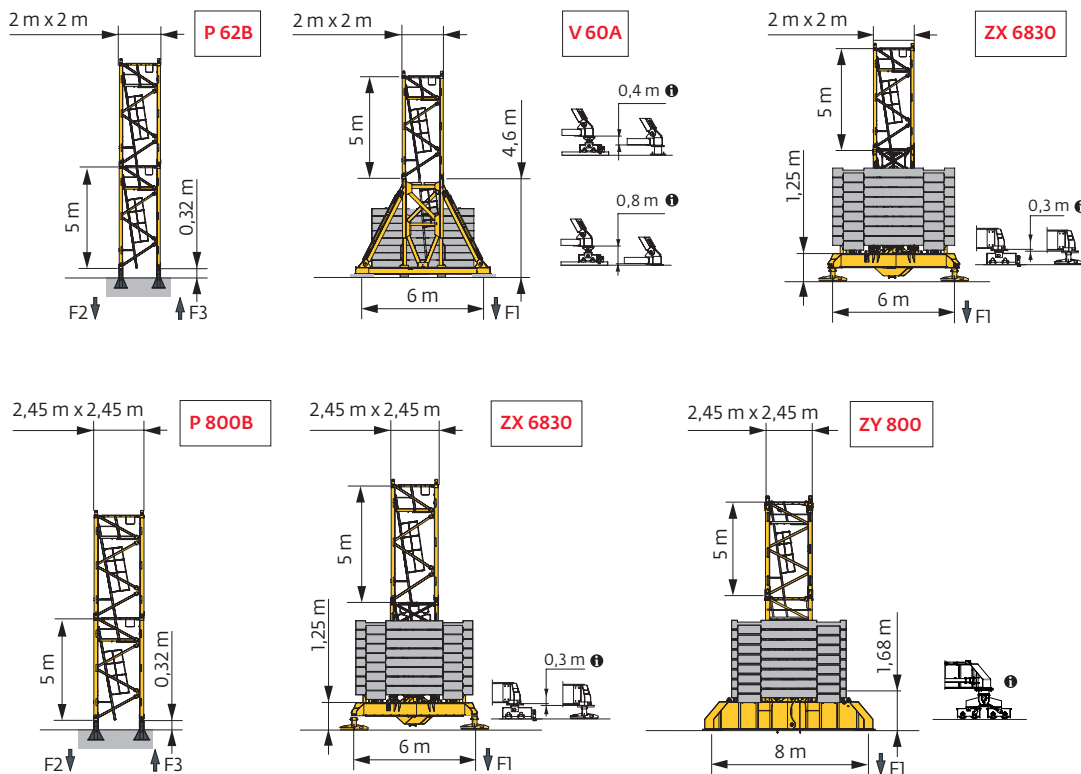 2 m x 2 m
P 62B
5 m
0,32 m
F2
F3
2 m x 2 m
V 60A
5 m
4,6 m
6 m
F1
0,4 m i
0,8 m i
2 m x 2 m
ZX 6830
5 m
1,25 m
6 m
F1
0,3 m i
2,45 m x 2,45 m
P 800B
5 m
0,32 m
F2
F3
2,45 m x 2,45 m
ZX 6830
5 m
1,25 m
6 m
F1
0,3 m i
2,45 m x 2,45 m
ZY 800
5 m
1,68 m
8 m
F1
i